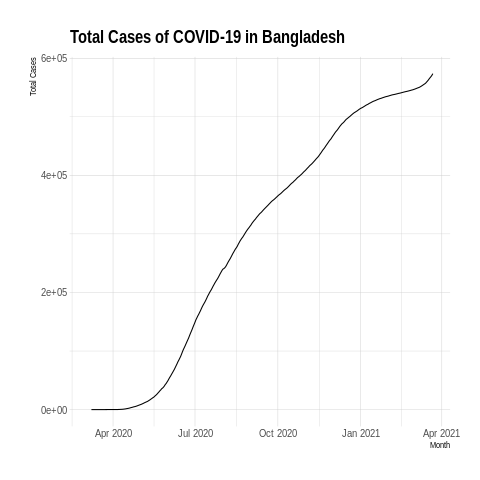 Total Cases of COVID-19 in Bangladesh
Total Cases
6e+05
4e+05
2e+05
0e+00
Apr 2020 Jul 2020 Oct 2020 Jan 2021 Apr 2021
Month